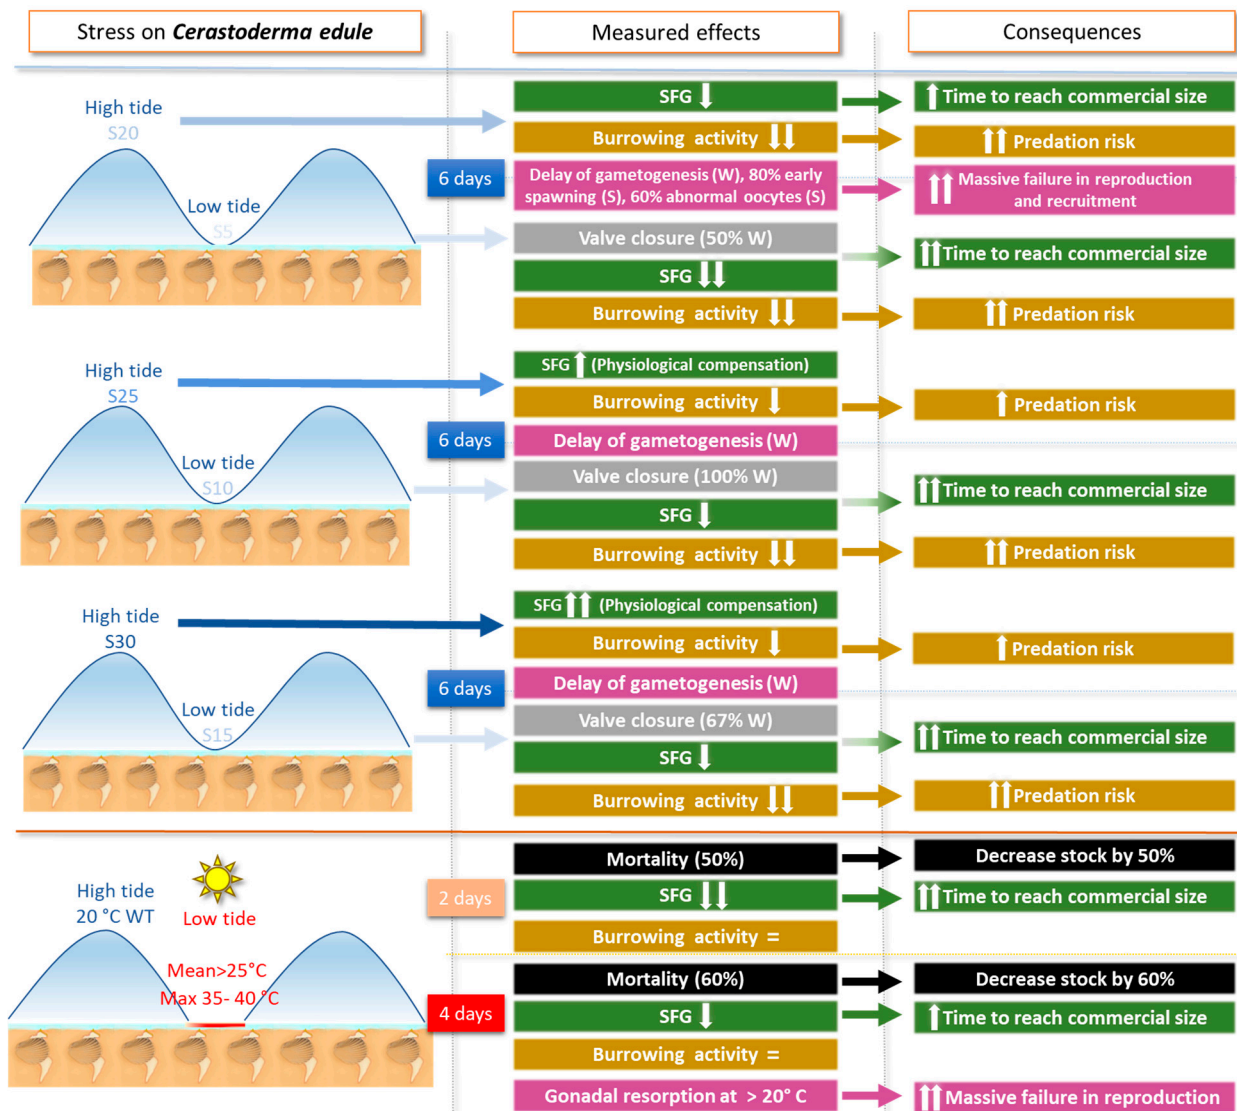 Stress on Cerastoderma edule
Measured effects
Consequences
High tide
S20
Low tide
S5
6 days
SFG ↓
↑ Time to reach commercial size
Burrowing activity ↓↓
↑↑ Predation risk
Delay of gametogenesis (W), 80% early
spawning (S), 60% abnormal oocytes (S)
↑↑ Massive failure in reproduction
and recruitment
Valve closure (50% W)
↑↑ Time to reach commercial size
SFG ↓↓
Burrowing activity ↓↓
↑↑ Predation risk
High tide
S25
Low tide
S10
6 days
SFG ↑ (Physiological compensation)
Burrowing activity ↓
↑ Predation risk
Delay of gametogenesis (W)
Valve closure (100% W)
↑↑ Time to reach commercial size
SFG ↓
Burrowing activity ↓↓
↑↑ Predation risk
High tide
S30
Low tide
S15
6 days
SFG ↑↑ (Physiological compensation)
Burrowing activity ↓
↑ Predation risk
Delay of gametogenesis (W)
Valve closure (67% W)
↑↑ Time to reach commercial size
SFG ↓
Burrowing activity ↓↓
↑↑ Predation risk
High tide
20 °C WT
Low tide
Mean>25°C
Max 35- 40 °C
2 days
Mortality (50%)
Decrease stock by 50%
SFG ↓↓
↑↑ Time to reach commercial size
Burrowing activity =
4 days
Mortality (60%)
Decrease stock by 60%
SFG ↓
↑ Time to reach commercial size
Burrowing activity =
Gonadal resorption at > 20° C
↑↑ Massive failure in reproduction